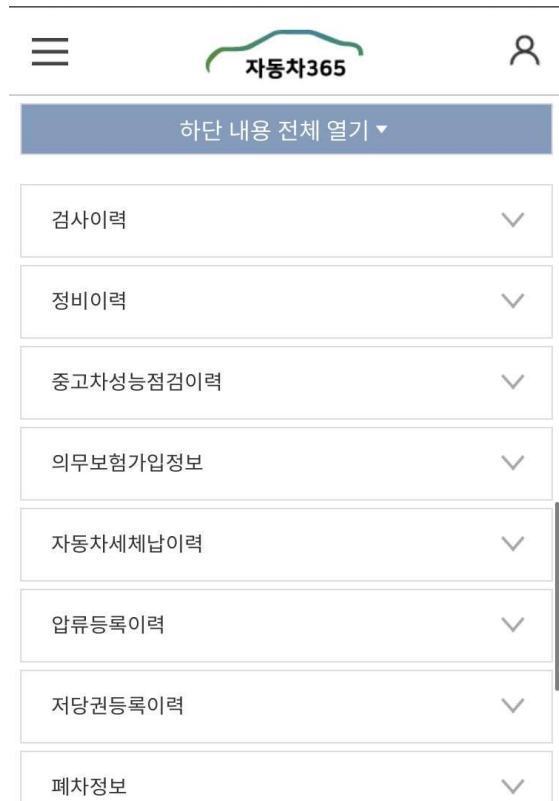 자동차365
하단 내용 전체 열기 ▾
검사이력
정비이력
중고차성능점검이력
의무보험가입정보
자동차세체납이력
압류등록이력
저당권등록이력
폐차정보